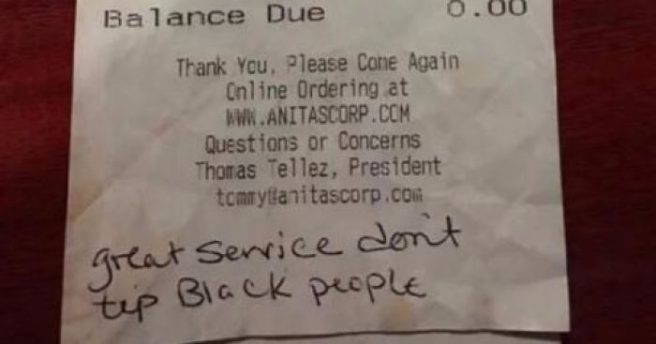 Balance Due 0.00
Thank You, Please Come Again
Online Ordering at
WWW.ANITASCORP.COM
Questions or Concerns
Thomas Tellez, President
tommy@anitascorp.com
great service don't
tip Black people